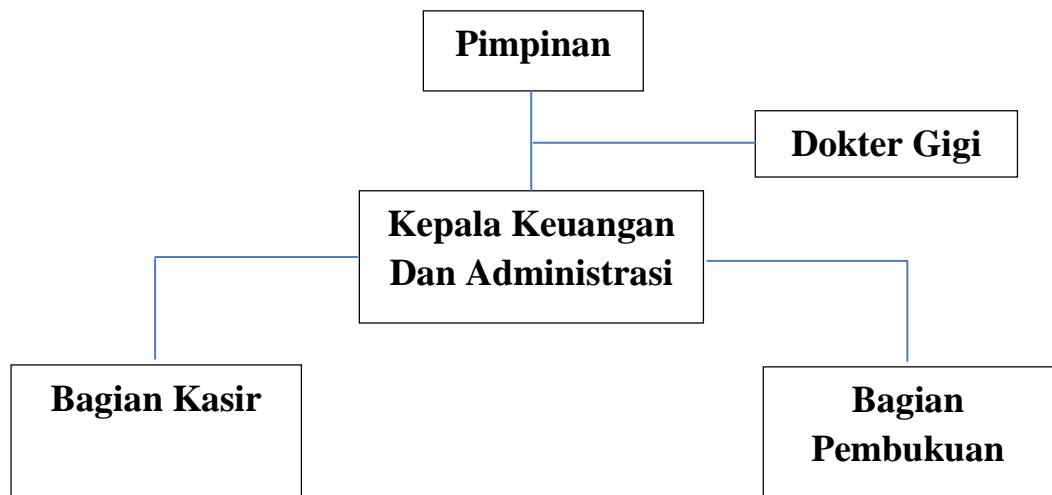 Pimpinan
Dokter Gigi
Kepala Keuangan
Dan Administrasi
Bagian Kasir
Bagian
Pembukuan